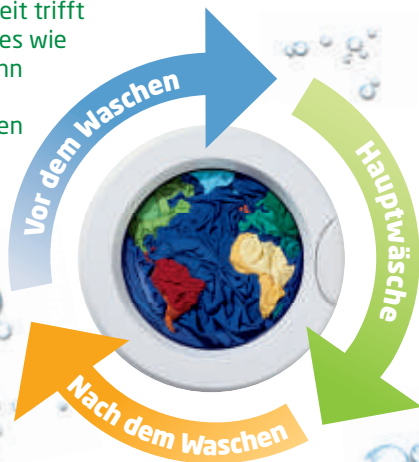 eit trifft
es wie
nn
en
Vor dem Waschen
Hauptwäsche
Nach dem Waschen